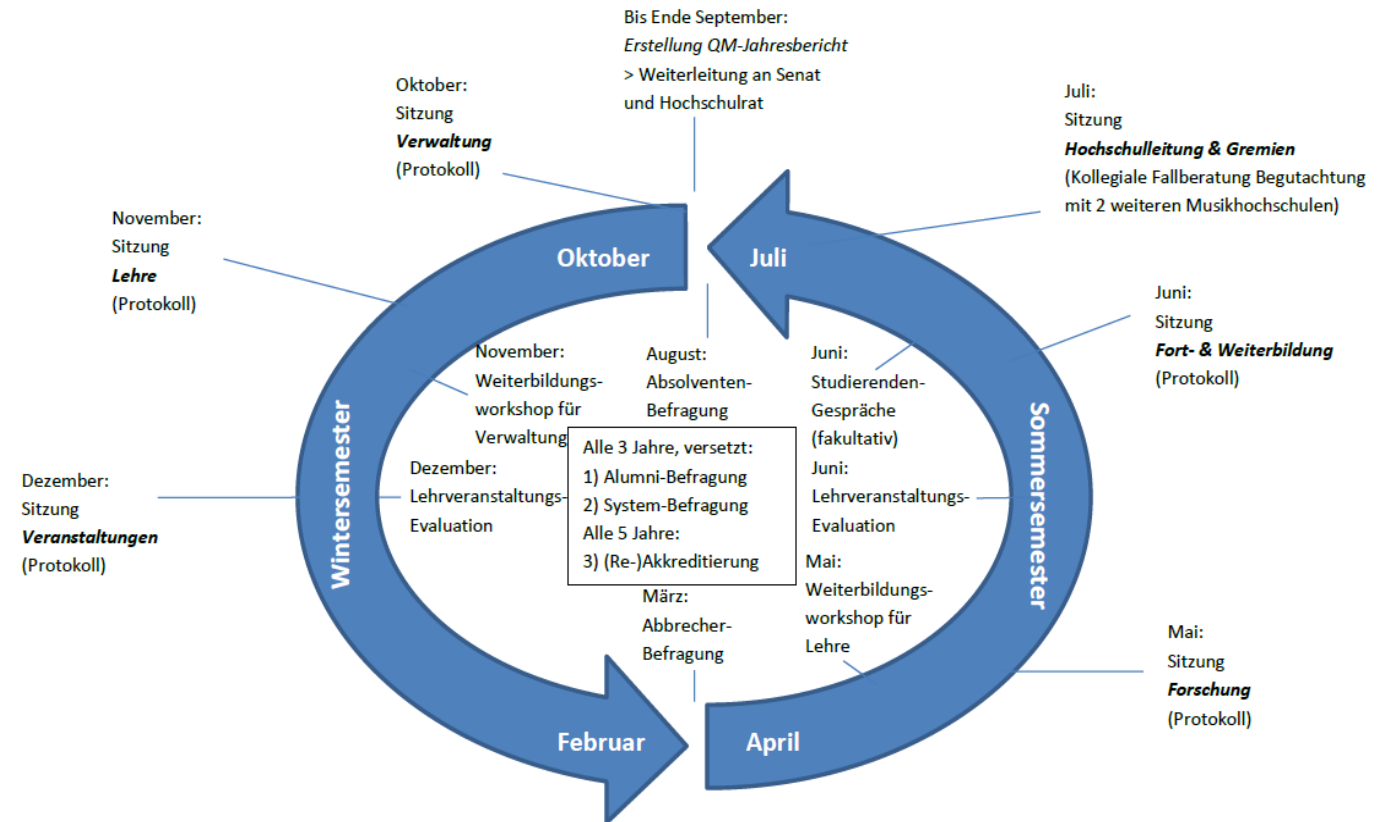 Bis Ende September:
Erstellung QM-Jahresbericht
> Weiterleitung an Senat
und Hochschulrat
Oktober:
Sitzung
Verwaltung
(Protokoll)
Juli:
Sitzung
Hochschulleitung & Gremien
(Kollegiale Fallberatung Begutachtung
mit 2 weiteren Musikhochschulen)
November:
Sitzung
Lehre
(Protokoll)
Oktober
Juli
Juni:
Sitzung
Fort- & Weiterbildung
(Protokoll)
November:
Weiterbildungs-
workshop für
Verwaltung
August:
Absolventen-
Befragung
Juni:
Studierenden-
Gespräche
(fakultativ)
Wintersemester
Sommersemester
Dezember:
Sitzung
Veranstaltungen
(Protokoll)
Dezember:
Lehrveranstaltungs-
Evaluation
Alle 3 Jahre, versetzt:
1) Alumni-Befragung
2) System-Befragung
Alle 5 Jahre:
3) (Re-)Akkreditierung
Juni:
Lehrveranstaltungs-
Evaluation
März:
Abbrecher-
Befragung
Mai:
Weiterbildungs-
workshop für
Lehre
Mai:
Sitzung
Forschung
(Protokoll)
Februar
April